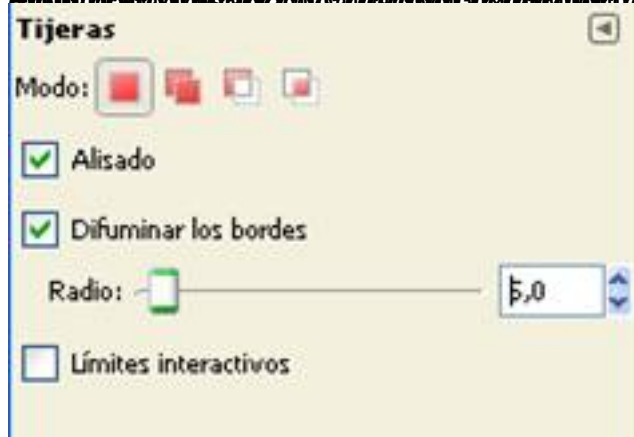 Tijeras
Modo:
Alisado
Difuminar los bordes
Radio: 5,0
Límites interactivos